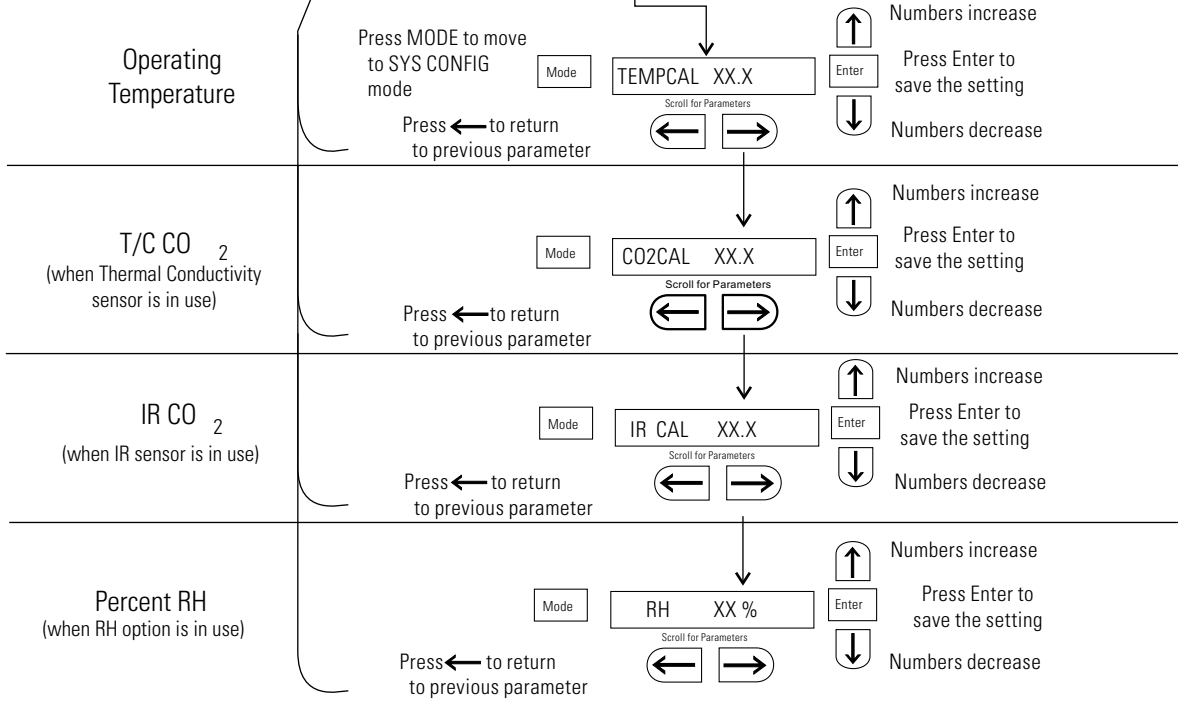 Operating
Temperature
Press MODE to move
to SYS CONFIG
mode
Press to return
to previous parameter
Mode
TEMPCAL XX.X
Scroll for Parameters
Numbers increase
Enter
Press Enter to
save the setting
Numbers decrease
T/C CO 2
(when Thermal Conductivity
sensor is in use)
Press to return
to previous parameter
Mode
CO2CAL XX.X
Scroll for Parameters
Numbers increase
Enter
Press Enter to
save the setting
Numbers decrease
IR CO 2
(when IR sensor is in use)
Press to return
to previous parameter
Mode
IR CAL XX.X
Scroll for Parameters
Numbers increase
Enter
Press Enter to
save the setting
Numbers decrease
Percent RH
(when RH option is in use)
Press to return
to previous parameter
Mode
RH XX %
Scroll for Parameters
Numbers increase
Enter
Press Enter to
save the setting
Numbers decrease